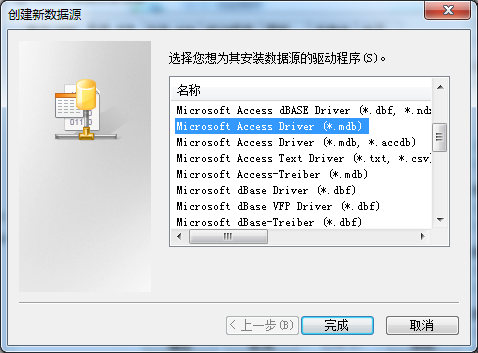 创建新数据源
选择您想为其安装数据源的驱动程序(S)。
名称
Microsoft Access dBASE Driver (*.dbf, *.ndx
Microsoft Access Driver (*.mdb)
Microsoft Access Driver (*.mdb, *.accdb)
Microsoft Access Text Driver (*.txt, *.csv)
Microsoft Access-Treiber (*.mdb)
Microsoft dBase Driver (*.dbf)
Microsoft dBase VFP Driver (*.dbf)
Microsoft dBase-Treiber (*.dbf)
< 上一步(B)
完成
取消